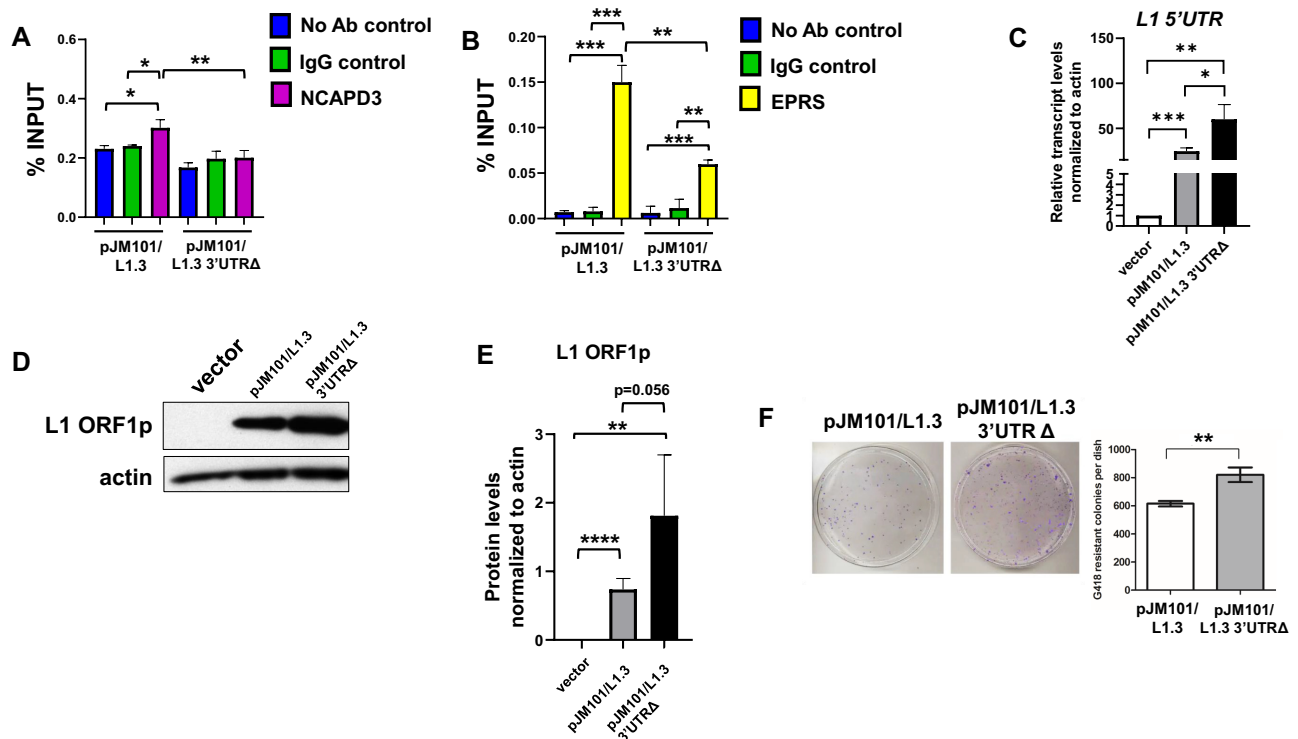 A
0.6
0.4
0.2
0.0
% INPUT
*
*
**
No Ab control
IgG control
NCAPD3
pJM101/
L1.3
pJM101/
L1.3 3'UTRΔ
B
0.20
0.15
0.10
0.05
0.00
% INPUT
***
***
**
**
***
No Ab control
IgG control
EPRS
pJM101/
L1.3
pJM101/
L1.3 3'UTRΔ
C
L1 5'UTR
Relative transcript levels
normalized to actin
150
100
50
5
4
3
2
1
1
0
**
*
***
vector
pJM101/L1.3
pJM101/L1.3 3'UTRΔ
D
vector
pJM101/L1.3
pJM101/L1.3
3'UTRΔ
L1 ORF1p
actin
E
L1 ORF1p
p=0.056
**
****
Protein levels
normalized to actin
3
2
1
0
vector
pJM101/L1.3
pJM101/L1.3
3'UTRΔ
F
pJM101/L1.3
pJM101/L1.3
3'UTR Δ
**
G418 resistant colonies per dish
1000
800
600
400
200
0
pJM101/
L1.3
pJM101/
L1.3 3'UTRΔ